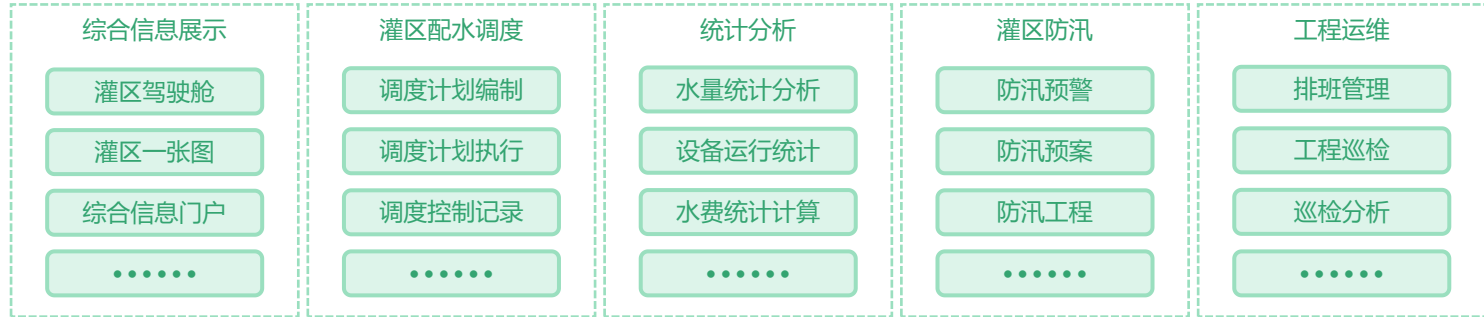 综合信息展示
灌区驾驶舱
灌区一张图
综合信息门户
••••••
灌区配水调度
调度计划编制
调度计划执行
调度控制记录
••••••
统计分析
水量统计分析
设备运行统计
水费统计计算
••••••
灌区防汛
防汛预警
防汛预案
防汛工程
••••••
工程运维
排班管理
工程巡检
巡检分析
••••••